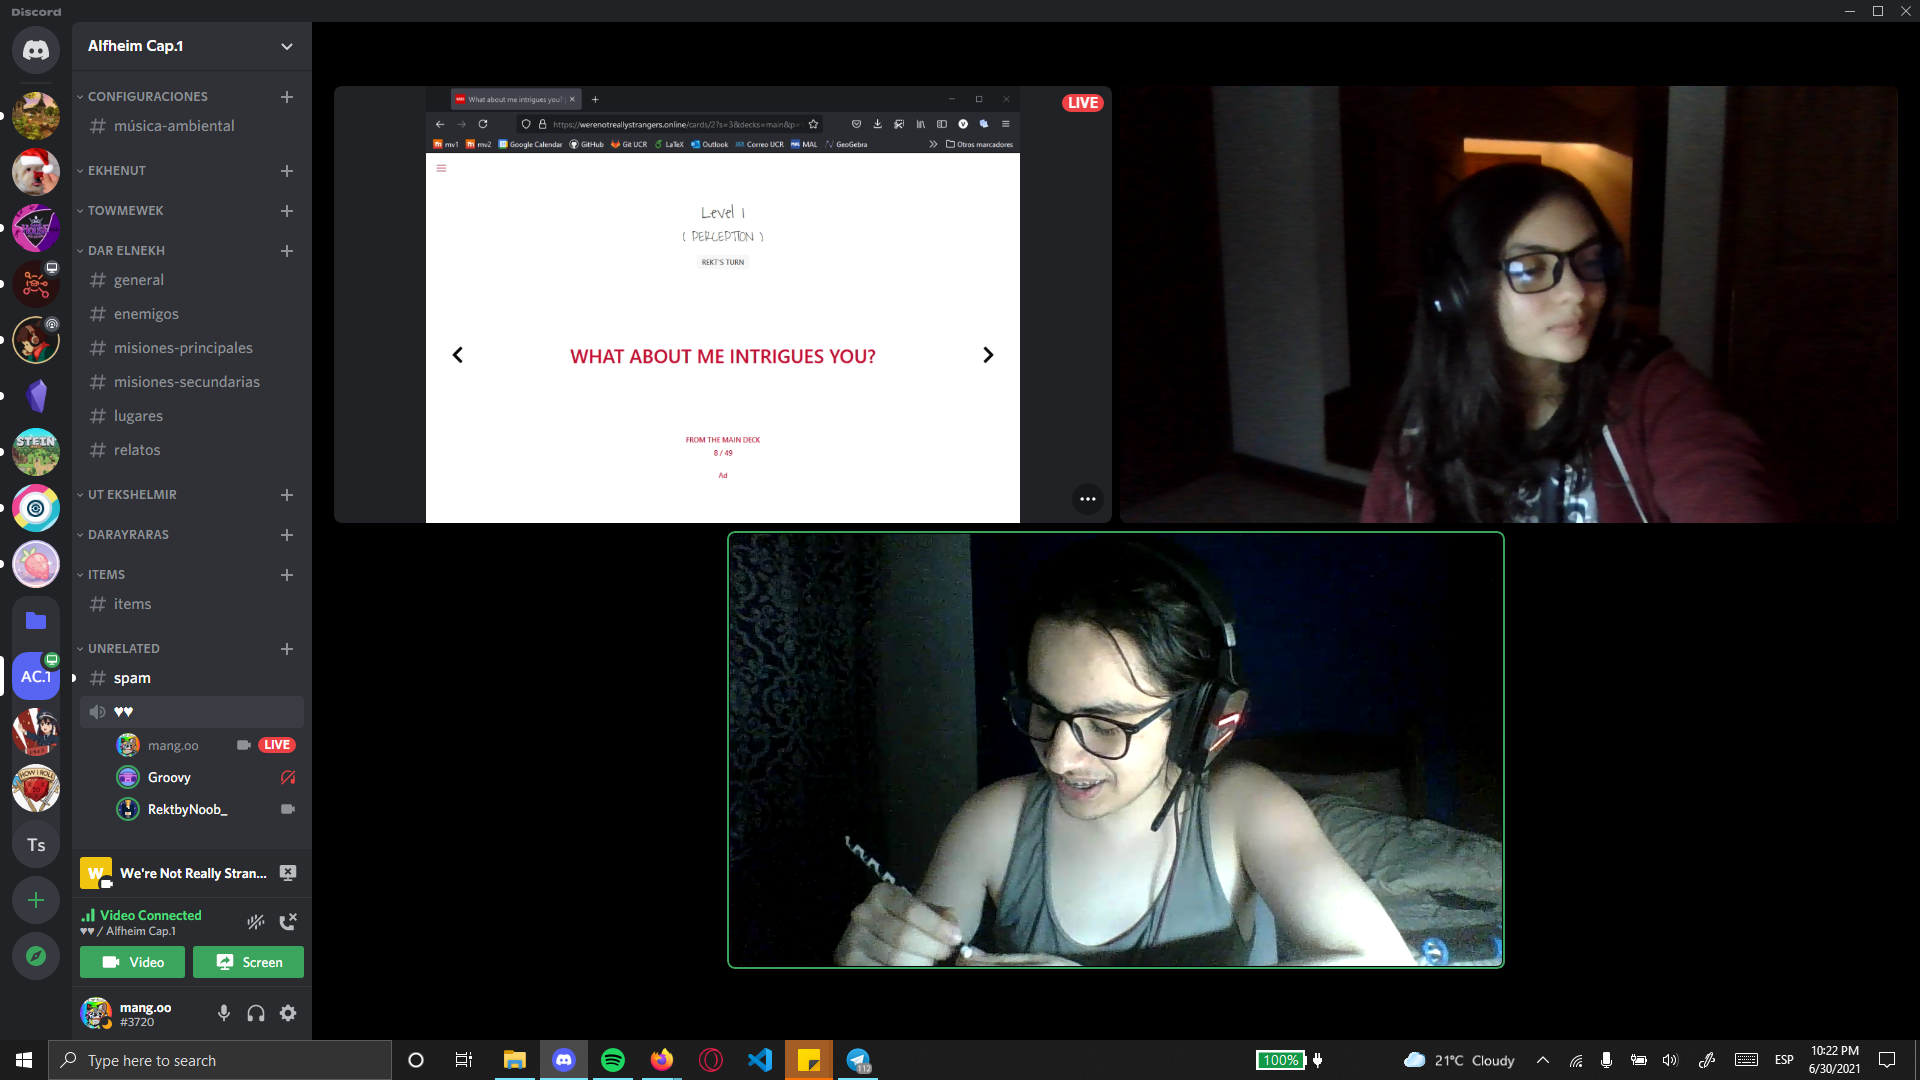 Discord
Alfheim Cap.1
CONFIGURACIONES
música-ambiental
EKHENUT
TOWMEWEK
DAR ELNEKH
general
enemigos
misiones-principales
misiones-secundarias
lugares
relatos
UT EKSHELMIR
DARAYRARAS
ITEMS
items
UNRELATED
spam
♥♥
mang.oo
LIVE
Groovy
RektbyNoob_
We're Not Really Stran...
Video Connected
♥♥ / Alfheim Cap.1
Video
Screen
mang.oo
#3720
STEIN
AC.1
HOW I ROLL
Ts
W
What about me intrigues you? |
https://werenotreallystrangers.online/cards/2?s=3&decks=main&p=
mv1
mv2
Google Calendar
GitHub
Git UCR
LaTeX
Outlook
Correo UCR
MAL
GeoGebra
Otros marcadores
LIVE
Level 1
( PERCEPTION )
REKT'S TURN
WHAT ABOUT ME INTRIGUES YOU?
FROM THE MAIN DECK
8 / 49
Ad
Type here to search
112
100%
21°C Cloudy
ESP
10:22 PM
6/30/2021